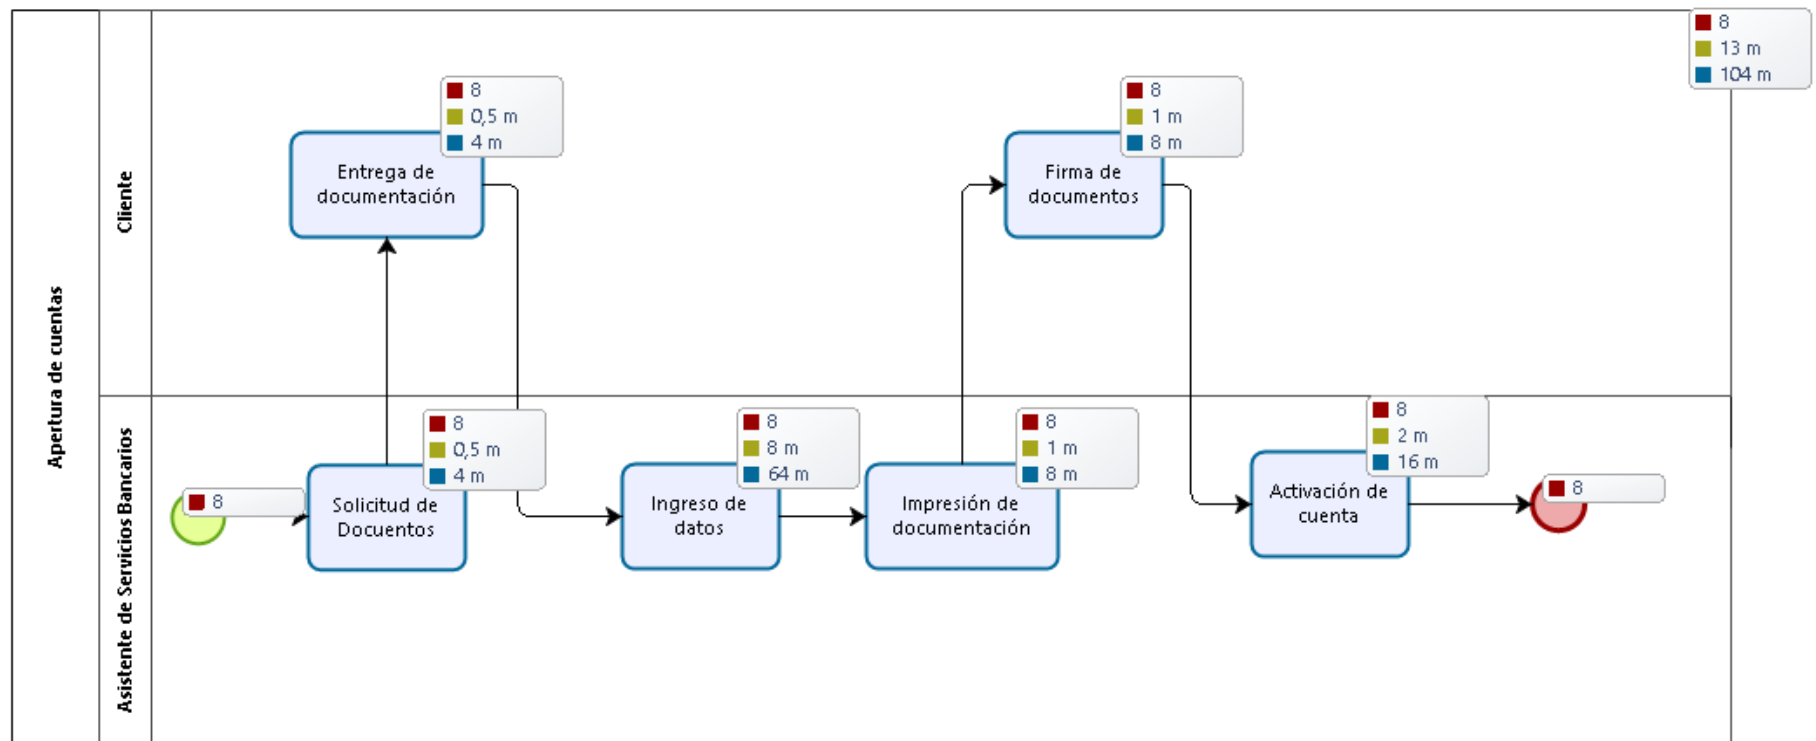 Apertura de cuentas
Cliente
8
13 m
104 m
8
0,5 m
4 m
Entrega de
documentación
8
1 m
8 m
Firma de
documentos
Asistente de Servicios Bancarios
8
8
0,5 m
4 m
Solicitud de
Docuentos
8
8 m
64 m
Ingreso de
datos
8
1 m
8 m
Impresión de
documentación
8
2 m
16 m
Activación de
cuenta
8